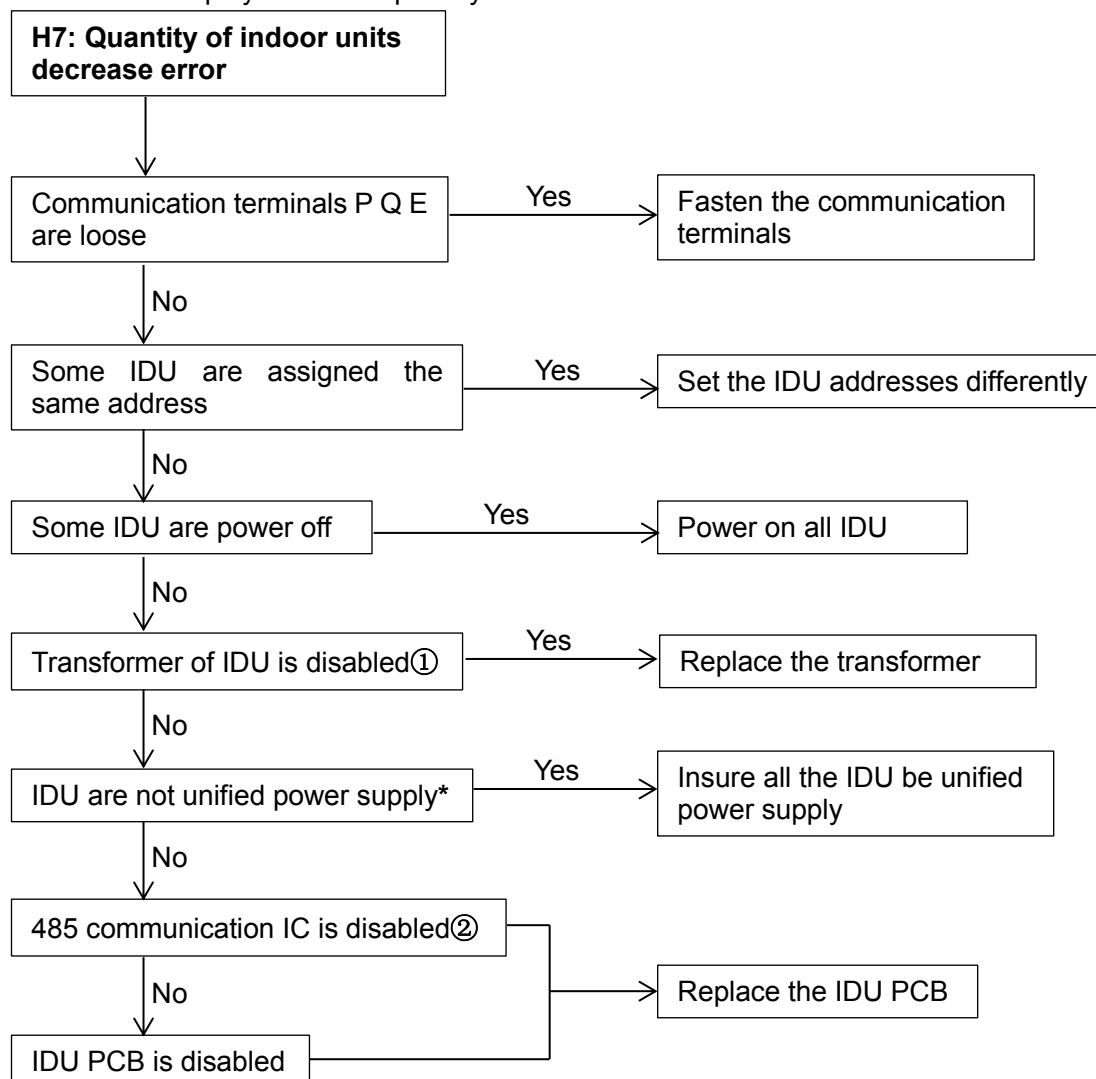 H7: Quantity of indoor units
decrease error
Communication terminals P Q E
are loose
Yes
Fasten the communication
terminals
No
Some IDU are assigned the
same address
Yes
Set the IDU addresses differently
No
Some IDU are power off
Yes
Power on all IDU
No
Transformer of IDU is disabled①
Yes
Replace the transformer
No
IDU are not unified power supply*
Yes
Insure all the IDU be unified
power supply
No
485 communication IC is disabled②
Replace the IDU PCB
No
IDU PCB is disabled